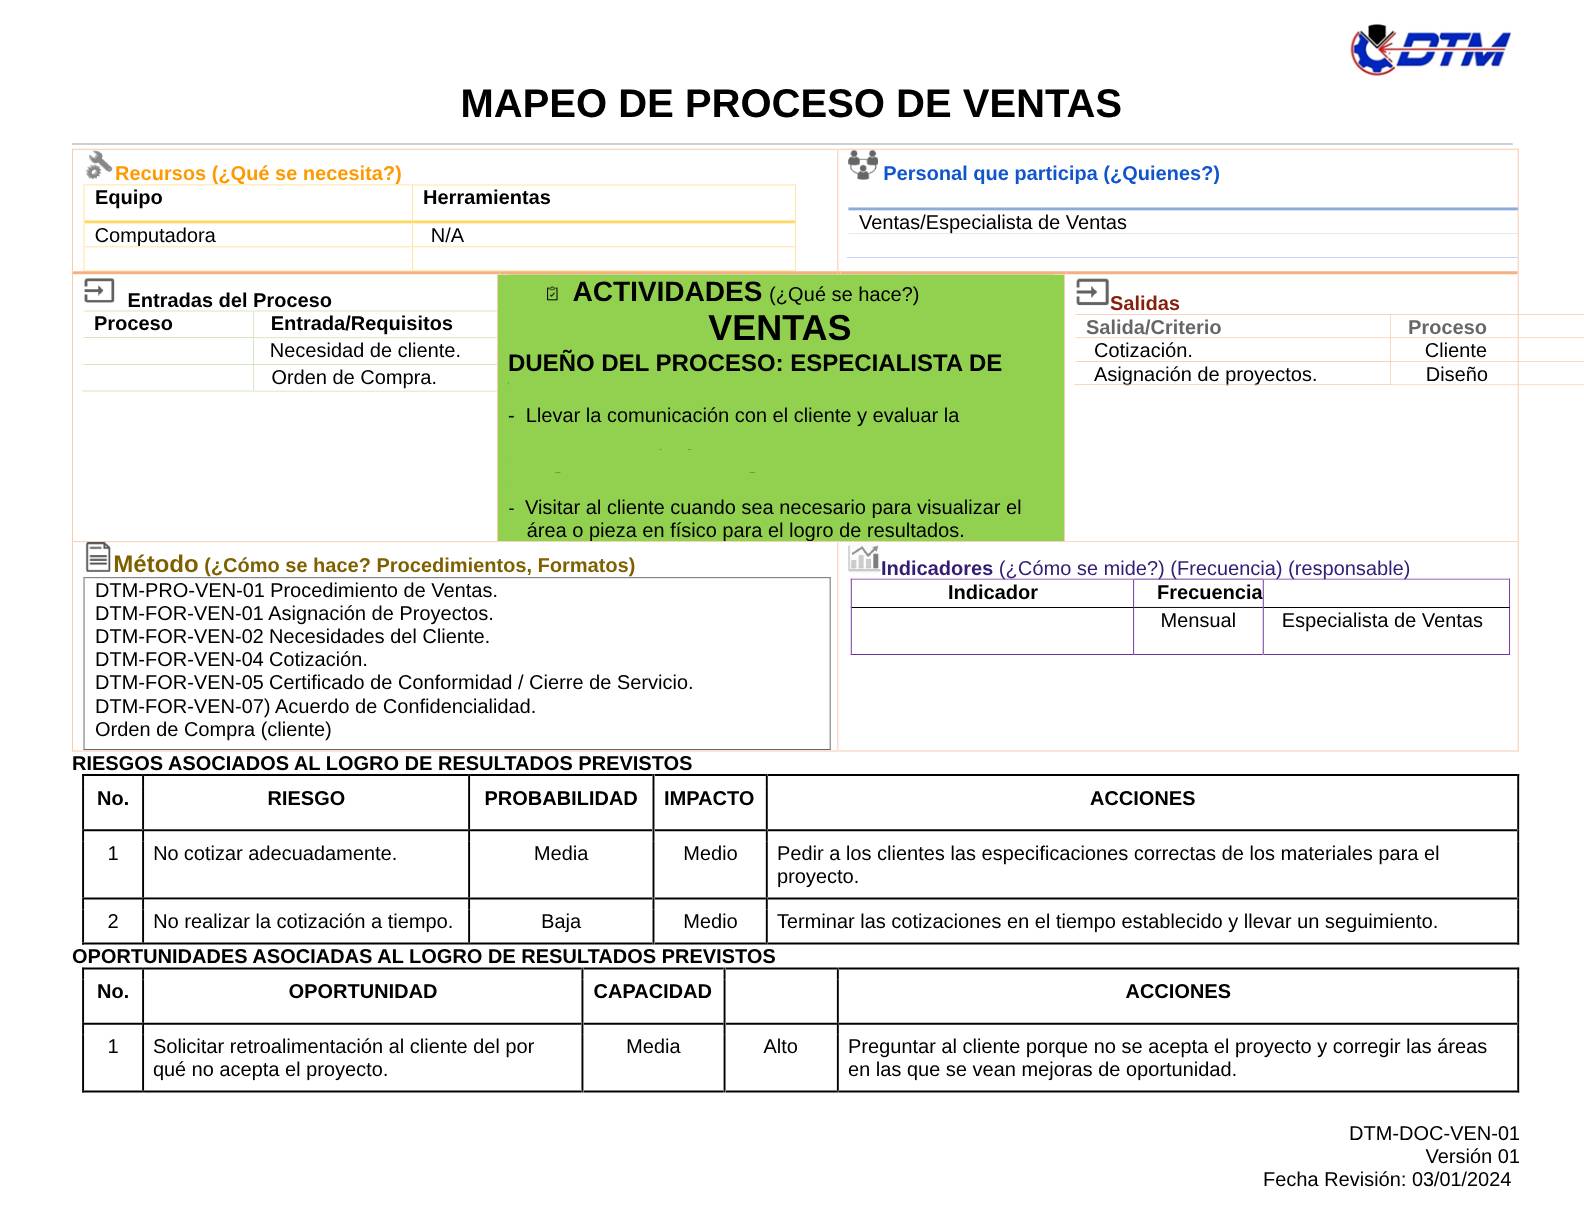 DTM
MAPEO DE PROCESO DE VENTAS
Recursos (¿Qué se necesita?)
Equipo Herramientas
Computadora N/A
Personal que participa (¿Quienes?)
Ventas/Especialista de Ventas
Entradas del Proceso
Proceso Entrada/Requisitos
Necesidad de cliente.
Orden de Compra.
ACTIVIDADES (¿Qué se hace?)
VENTAS
DUEÑO DEL PROCESO: ESPECIALISTA DE
- Llevar la comunicación con el cliente y evaluar la
- Visitar al cliente cuando sea necesario para visualizar el
área o pieza en físico para el logro de resultados.
Salidas
Salida/Criterio Proceso
Cotización. Cliente
Asignación de proyectos. Diseño
Método (¿Cómo se hace? Procedimientos, Formatos)
DTM-PRO-VEN-01 Procedimiento de Ventas.
DTM-FOR-VEN-01 Asignación de Proyectos.
DTM-FOR-VEN-02 Necesidades del Cliente.
DTM-FOR-VEN-04 Cotización.
DTM-FOR-VEN-05 Certificado de Conformidad / Cierre de Servicio.
DTM-FOR-VEN-07) Acuerdo de Confidencialidad.
Orden de Compra (cliente)
Indicadores (¿Cómo se mide?) (Frecuencia) (responsable)
Indicador Frecuencia
Mensual Especialista de Ventas
RIESGOS ASOCIADOS AL LOGRO DE RESULTADOS PREVISTOS
No. RIESGO PROBABILIDAD IMPACTO ACCIONES
1 No cotizar adecuadamente. Media Medio Pedir a los clientes las especificaciones correctas de los materiales para el
proyecto.
2 No realizar la cotización a tiempo. Baja Medio Terminar las cotizaciones en el tiempo establecido y llevar un seguimiento.
OPORTUNIDADES ASOCIADAS AL LOGRO DE RESULTADOS PREVISTOS
No. OPORTUNIDAD CAPACIDAD ACCIONES
1 Solicitar retroalimentación al cliente del por Media Alto Preguntar al cliente porque no se acepta el proyecto y corregir las áreas
qué no acepta el proyecto. en las que se vean mejoras de oportunidad.
DTM-DOC-VEN-01
Versión 01
Fecha Revisión: 03/01/2024